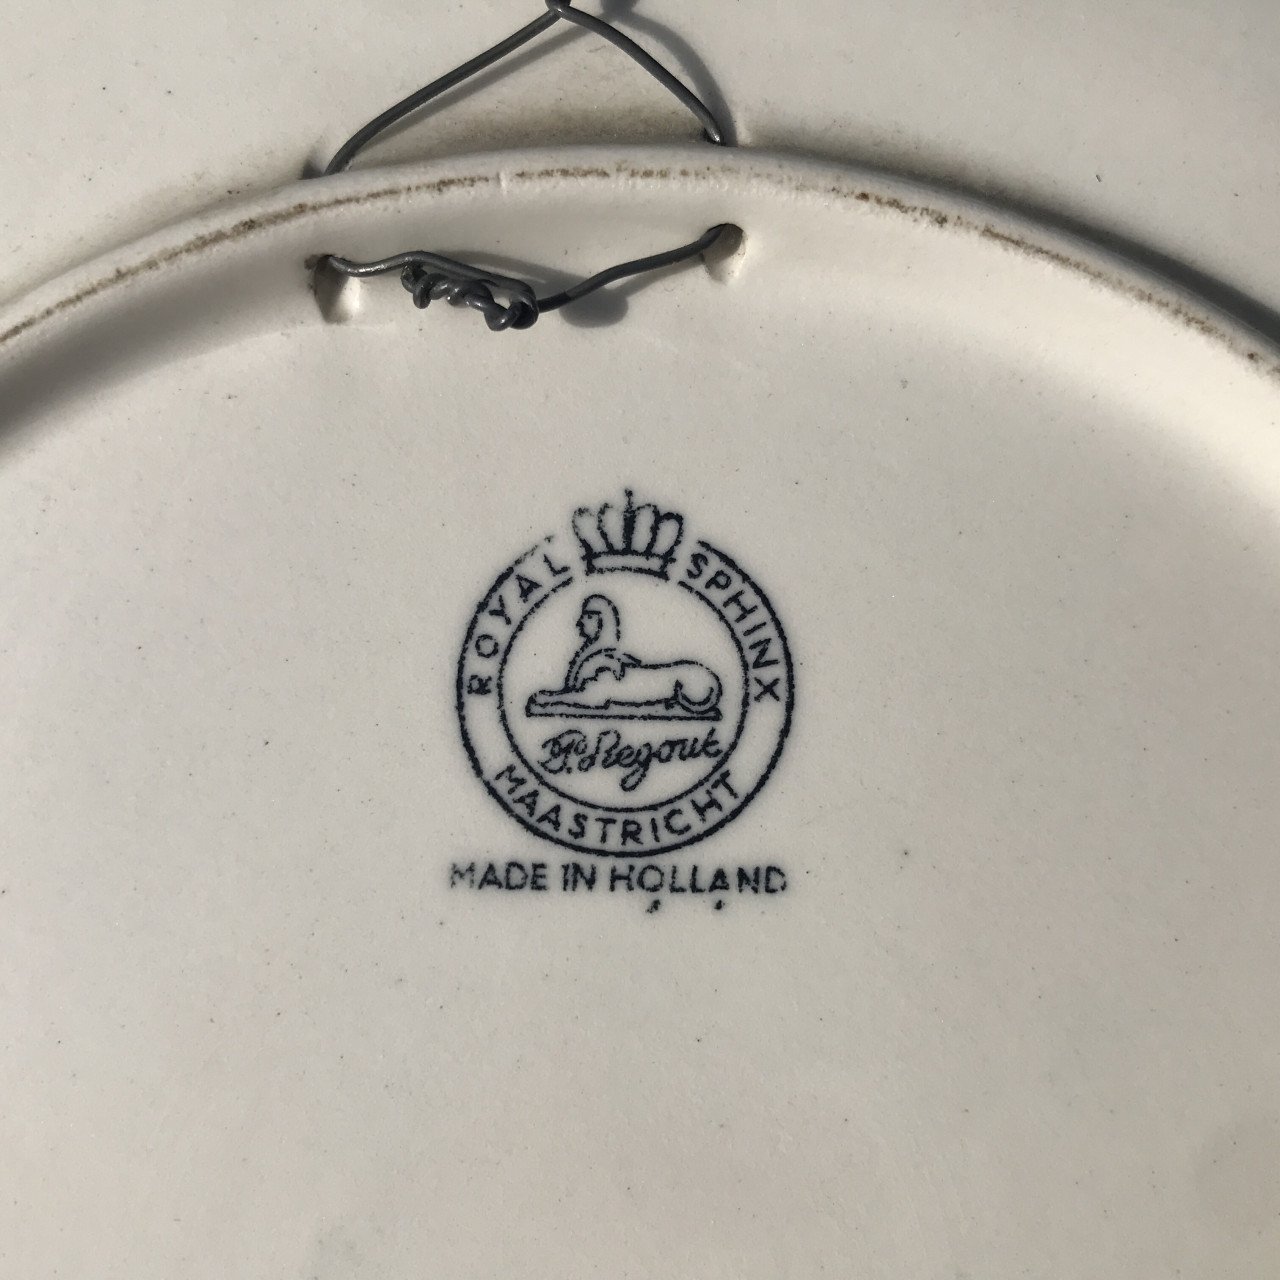 ROYAL SPHINX
P. Regout
MAASTRICHT
MADE IN HOLLAND